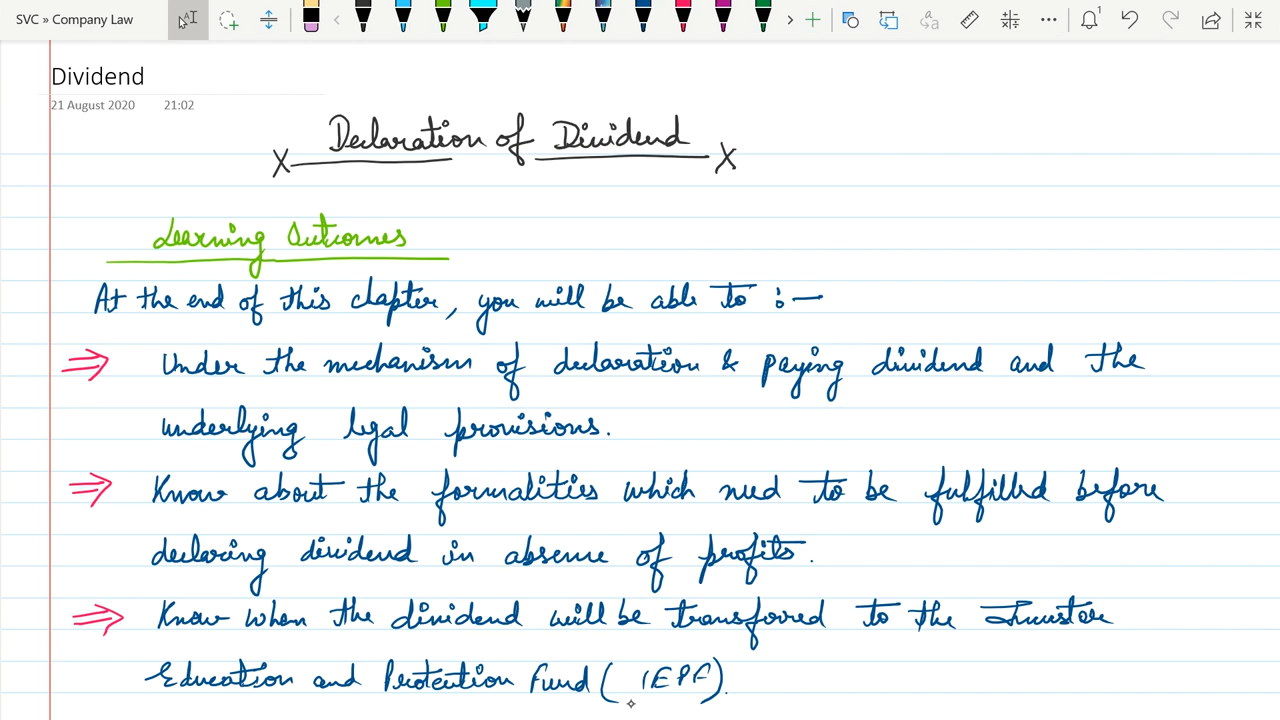 SVC » Company Law
Dividend
21 August 2020 21:02
Declaration of Dividend
Learning Outcomes
At the end of this chapter, you will be able to :-
⇒ Under the mechanism of declaration & paying dividend and the
underlying legal provisions.
⇒ Know about the formalities which need to be fulfilled before
declaring dividend in absense of profits.
⇒ Know when the dividend will be transferred to the Investor
Education and Protection Fund (IEPF).